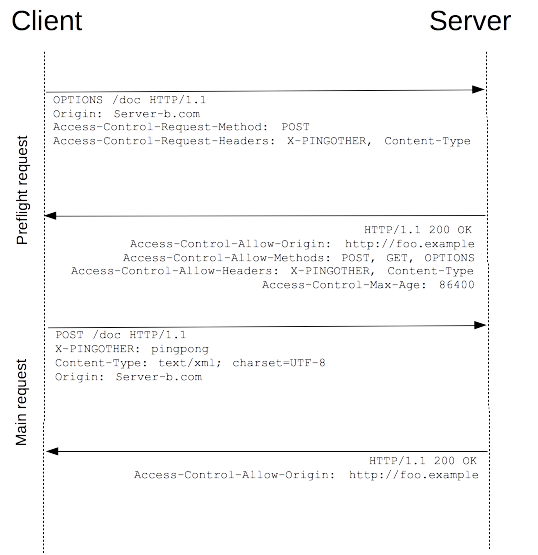 Client
Server
OPTIONS /doc HTTP/1.1
Origin: Server-b.com
Access-Control-Request-Method: POST
Access-Control-Request-Headers: X-PINGOTHER, Content-Type
Preflight request
HTTP/1.1 200 OK
Access-Control-Allow-Origin: http://foo.example
Access-Control-Allow-Methods: POST, GET, OPTIONS
Access-Control-Allow-Headers: X-PINGOTHER, Content-Type
Access-Control-Max-Age: 86400
POST /doc HTTP/1.1
X-PINGOTHER: pingpong
Content-Type: text/xml; charset=UTF-8
Origin: Server-b.com
Main request
HTTP/1.1 200 OK
Access-Control-Allow-Origin: http://foo.example